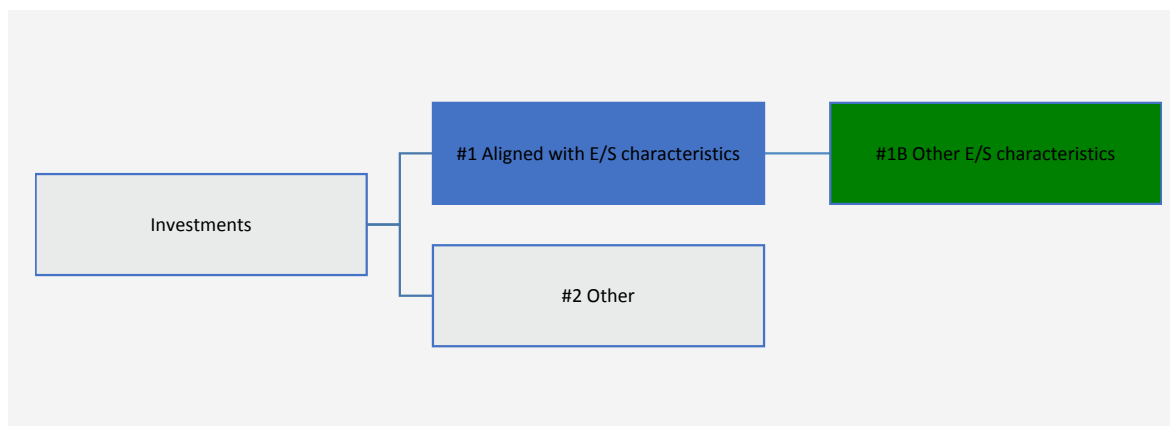 #1 Aligned with E/S characteristics
#1B Other E/S characteristics
Investments
#2 Other